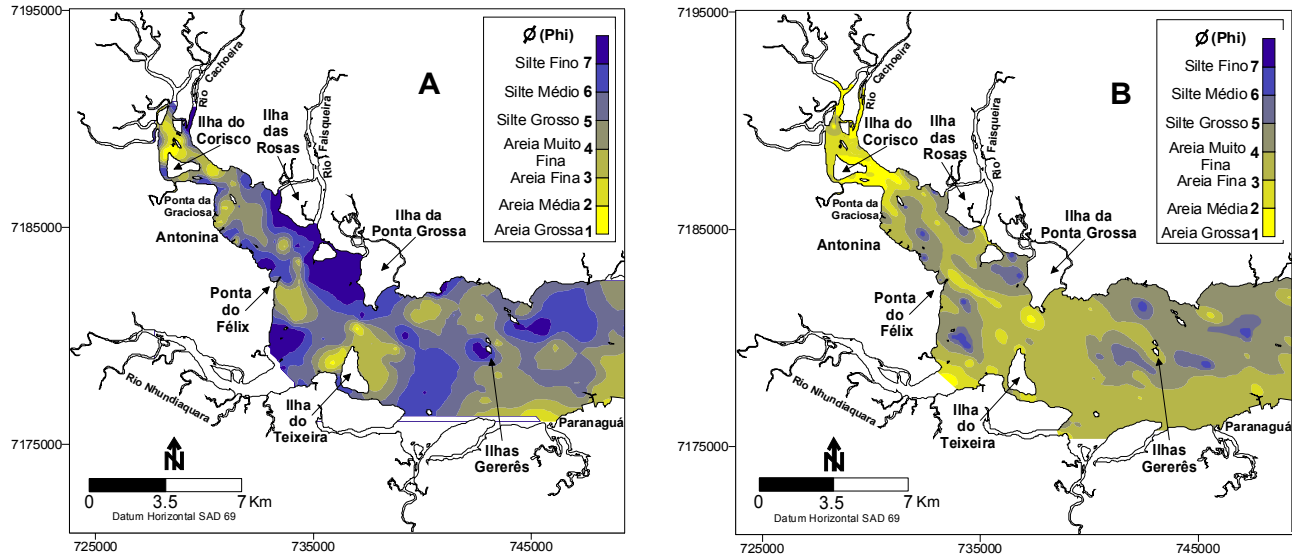 7195000
7185000
7175000
725000
735000
745000
A
Ø (Phi)
Silte Fino 7
Silte Médio 6
Silte Grosso 5
Areia Muito Fina 4
Areia Fina 3
Areia Média 2
Areia Grossa 1
Rio Cachoeira
Ilha do
Corisco
Ilha
das
Rosas
Rio Faisqueira
Ponta da
Graciosa
Antonina
Ilha da
Ponta Grossa
Ponta
do
Félix
Rio Nhundiaquara
Ilha
do
Teixeira
Paranaguá
Ilhas
Gererês
N
0 3.5 7 Km
Datum Horizontal SAD 69
7195000
7185000
7175000
725000
735000
745000
B
Ø (Phi)
Silte Fino 7
Silte Médio 6
Silte Grosso 5
Areia Muito Fina 4
Areia Fina 3
Areia Média 2
Areia Grossa 1
Rio Cachoeira
Ilha do
Corisco
Ilha
das
Rosas
Rio Faisqueira
Ponta da
Graciosa
Antonina
Ilha da
Ponta Grossa
Ponta
do
Félix
Rio Nhundiaquara
Ilha
do
Teixeira
Paranaguá
Ilhas
Gererês
N
0 3.5 7 Km
Datum Horizontal SAD 69